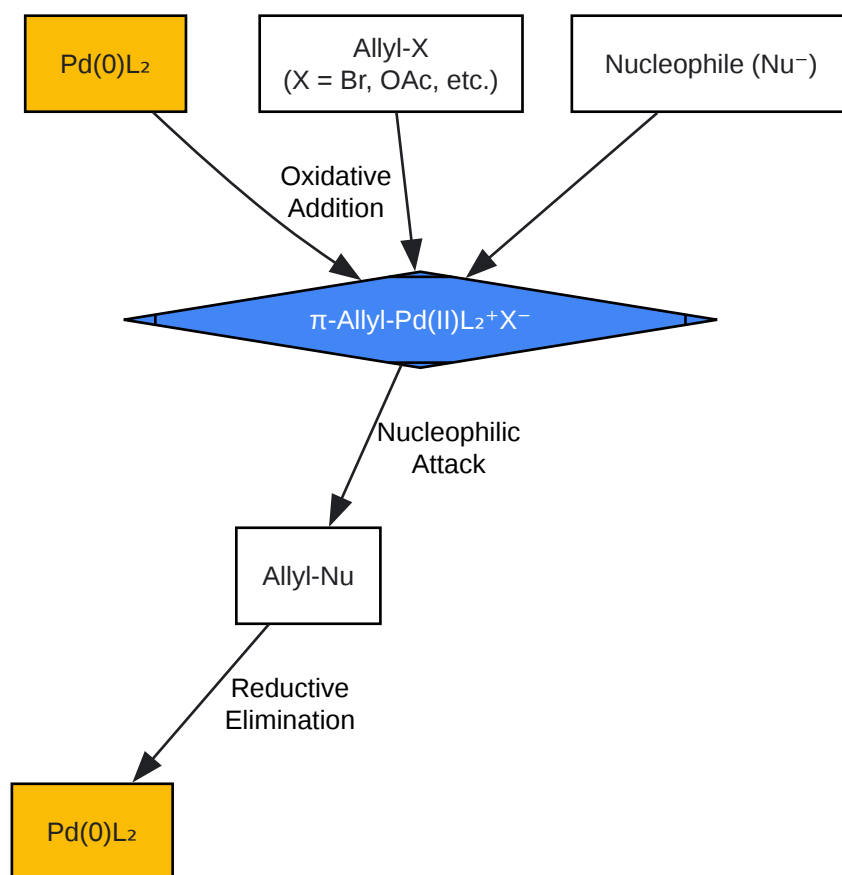 Pd(0)L₂
Allyl-X
(X = Br, OAc, etc.)
Nucleophile (Nu⁻)
Oxidative
Addition
π-Allyl-Pd(II)L₂⁺X⁻
Nucleophilic
Attack
Allyl-Nu
Reductive
Elimination
Pd(0)L₂